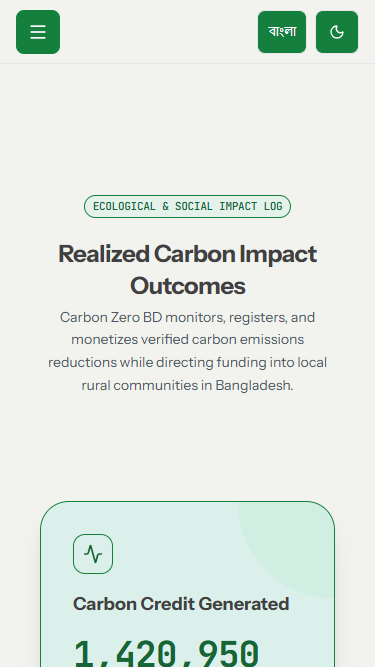 বাংলা
ECOLOGICAL & SOCIAL IMPACT LOG
Realized Carbon Impact
Outcomes
Carbon Zero BD monitors, registers, and
monetizes verified carbon emissions
reductions while directing funding into local
rural communities in Bangladesh.
Carbon Credit Generated
1,420,950